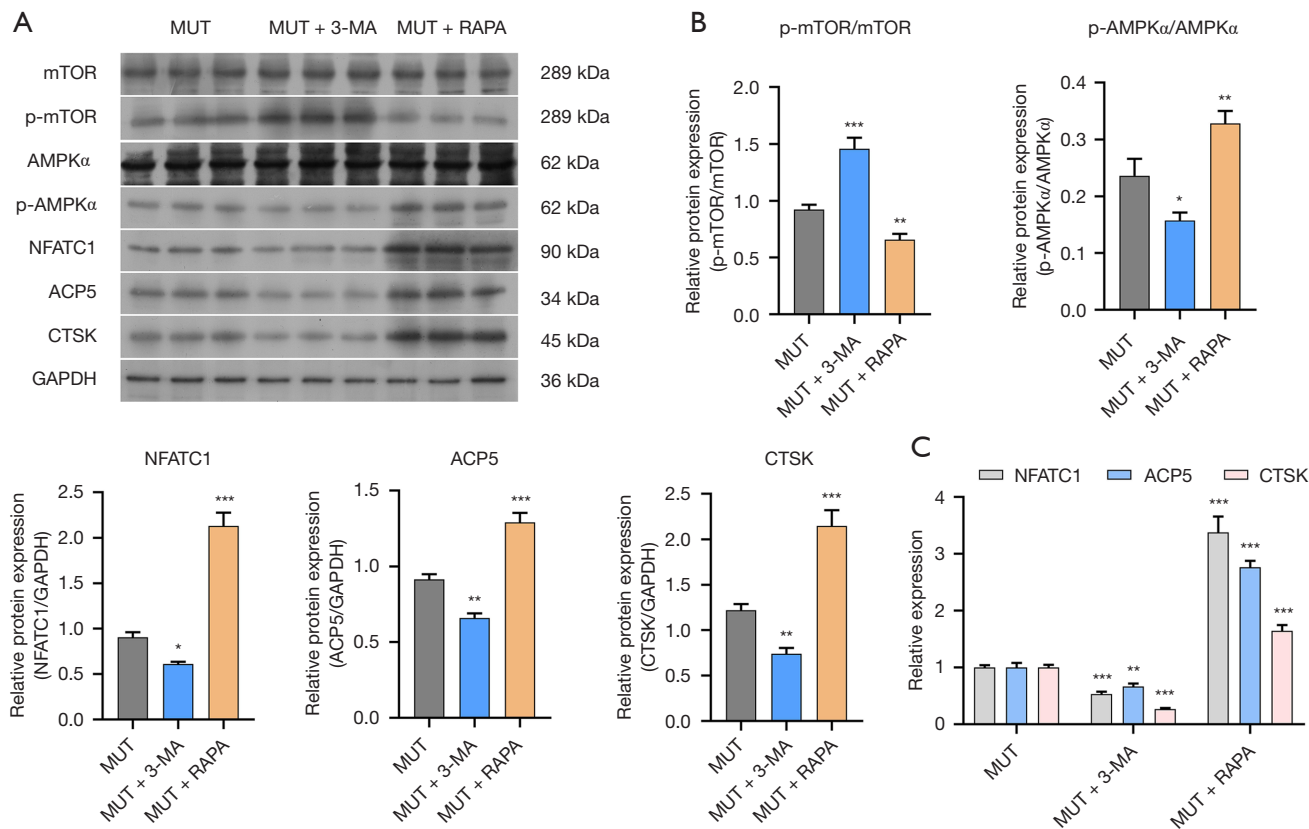 A
MUT
MUT + 3-MA
MUT + RAPA
mTOR
289 kDa
p-mTOR
289 kDa
AMPKα
62 kDa
p-AMPKα
62 kDa
NFATC1
90 kDa
ACP5
34 kDa
CTSK
45 kDa
GAPDH
36 kDa
B
p-mTOR/mTOR
Relative protein expression
(p-mTOR/mTOR)
2.0
1.5
1.0
0.5
0.0
***
**
MUT
MUT + 3-MA
MUT + RAPA
p-AMPKα/AMPKα
Relative protein expression
(p-AMPKα/AMPKα)
0.4
0.3
0.2
0.1
0.0
*
**
MUT
MUT + 3-MA
MUT + RAPA
NFATC1
Relative protein expression
(NFATC1/GAPDH)
2.5
2.0
1.5
1.0
0.5
0.0
*
***
MUT
MUT + 3-MA
MUT + RAPA
ACP5
Relative protein expression
(ACP5/GAPDH)
1.5
1.0
0.5
0.0
**
***
MUT
MUT + 3-MA
MUT + RAPA
CTSK
Relative protein expression
(CTSK/GAPDH)
2.5
2.0
1.5
1.0
0.5
0.0
**
***
MUT
MUT + 3-MA
MUT + RAPA
C
NFATC1
ACP5
CTSK
Relative expression
4
3
2
1
0
***
**
***
***
***
***
MUT
MUT + 3-MA
MUT + RAPA